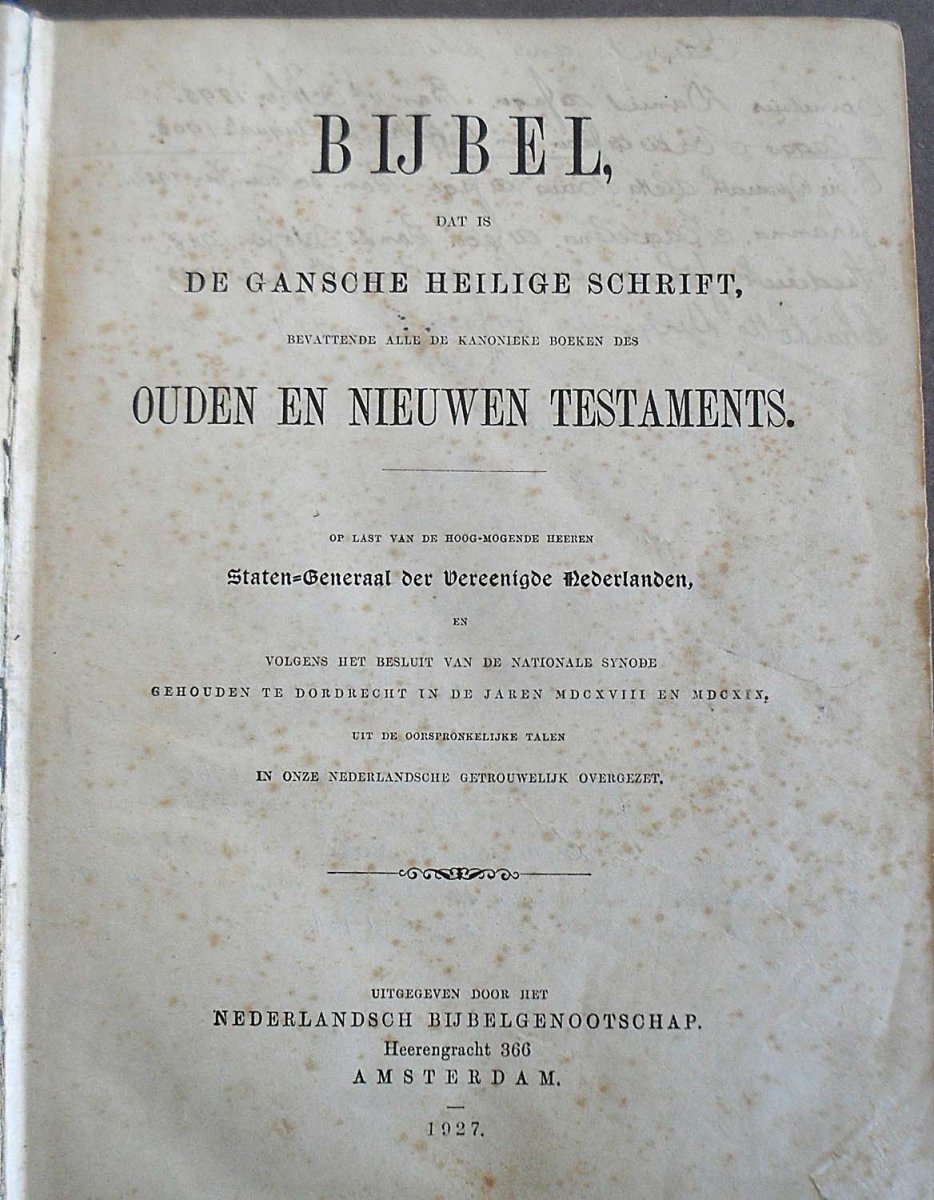 BIJBEL,
DAT IS
DE GANSCHE HEILIGE SCHRIFT,
BEVATTENDE ALLE DE KANONIEKE BOEKEN DES
OUDEN EN NIEUWEN TESTAMENTS.
OP LAST VAN DE HOOG-MOGENDE HEEREN
Staten-Generaal der Vereenigde Nederlanden,
EN
VOLGENS HET BESLUIT VAN DE NATIONALE SYNODE
GEHOUDEN TE DORDRECHT IN DE JAREN MDCXVIII EN MDCXIX,
UIT DE OORSPRONKELIJKE TALEN
IN ONZE NEDERLANDSCHE GETROUWELIJK OVERGEZET.
UITGEGEVEN DOOR HET
NEDERLANDSCH BIJBELGENOOTSCHAP.
Heerengracht 366
AMSTERDAM.
1927.